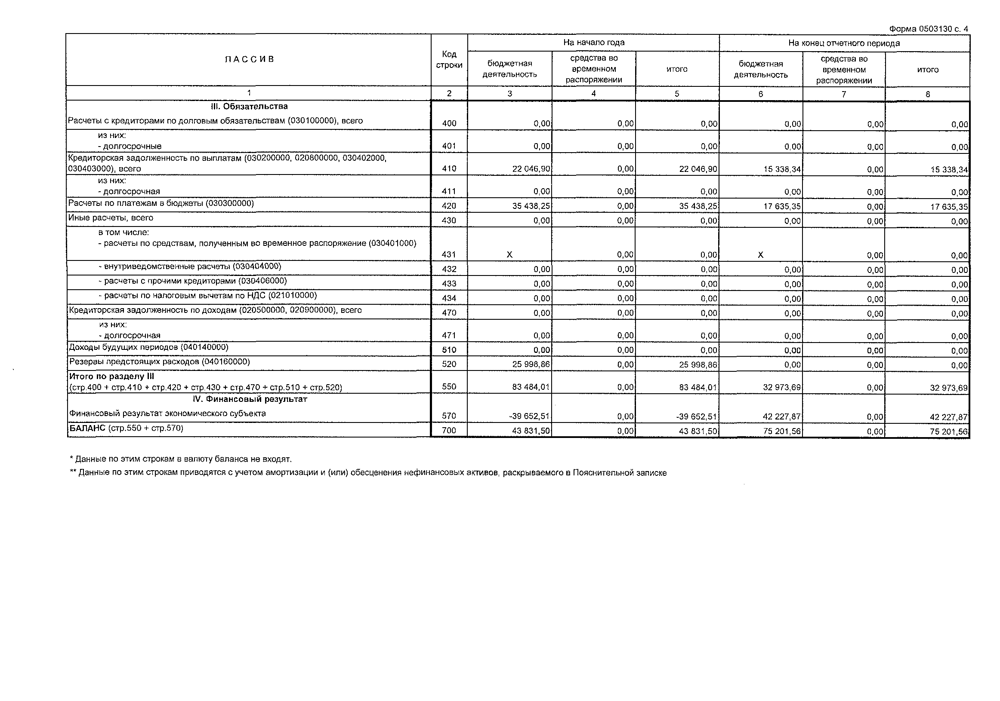 Форма 0503130 с. 4
ПАССИВ
Код строки
На начало года
На конец отчетного периода
бюджетная деятельность
средства во временном распоряжении
итого
бюджетная деятельность
средства во временном распоряжении
итого
1 2 3 4 5 6 7 8
III. Обязательства
Расчеты с кредиторами по долговым обязательствам (030100000), всего 400 0,00 0,00 0,00 0,00 0,00 0,00
из них:
- долгосрочные 401 0,00 0,00 0,00 0,00 0,00 0,00
Кредиторская задолженность по выплатам (030200000, 020800000, 030402000,
030403000), всего 410 22 046,90 0,00 22 046,90 15 338,34 0,00 15 338,34
из них:
- долгосрочная 411 0,00 0,00 0,00 0,00 0,00 0,00
Расчеты по платежам в бюджеты (030300000) 420 35 438,25 0,00 35 438,25 17 635,35 0,00 17 635,35
Иные расчеты, всего 430 0,00 0,00 0,00 0,00 0,00 0,00
в том числе:
- расчеты по средствам, полученным во временное распоряжение (030401000)
431 X 0,00 0,00 X 0,00 0,00
- внутриведомственные расчеты (030404000) 432 0,00 0,00 0,00 0,00 0,00 0,00
- расчеты с прочими кредиторами (030406000) 433 0,00 0,00 0,00 0,00 0,00 0,00
- расчеты по налоговым вычетам по НДС (021010000) 434 0,00 0,00 0,00 0,00 0,00 0,00
Кредиторская задолженность по доходам (020500000, 020900000), всего 470 0,00 0,00 0,00 0,00 0,00 0,00
из них:
- долгосрочная 471 0,00 0,00 0,00 0,00 0,00 0,00
Доходы будущих периодов (040140000) 510 0,00 0,00 0,00 0,00 0,00 0,00
Резервы предстоящих расходов (040160000) 520 25 998,86 0,00 25 998,86 0,00 0,00 0,00
Итого по разделу III
(стр.400 + стр.410 + стр.420 + стр.430 + стр.470 + стр.510 + стр.520) 550 83 484,01 0,00 83 484,01 32 973,69 0,00 32 973,69
IV. Финансовый результат
Финансовый результат экономического субъекта 570 -39 652,51 0,00 -39 652,51 42 227,87 0,00 42 227,87
БАЛАНС (стр.550 + стр.570) 700 43 831,50 0,00 43 831,50 75 201,56 0,00 75 201,56
* Данные по этим строкам в валюту баланса не входят.
** Данные по этим строкам приводятся с учетом амортизации и (или) обесценения нефинансовых активов, раскрываемого в Пояснительной записке